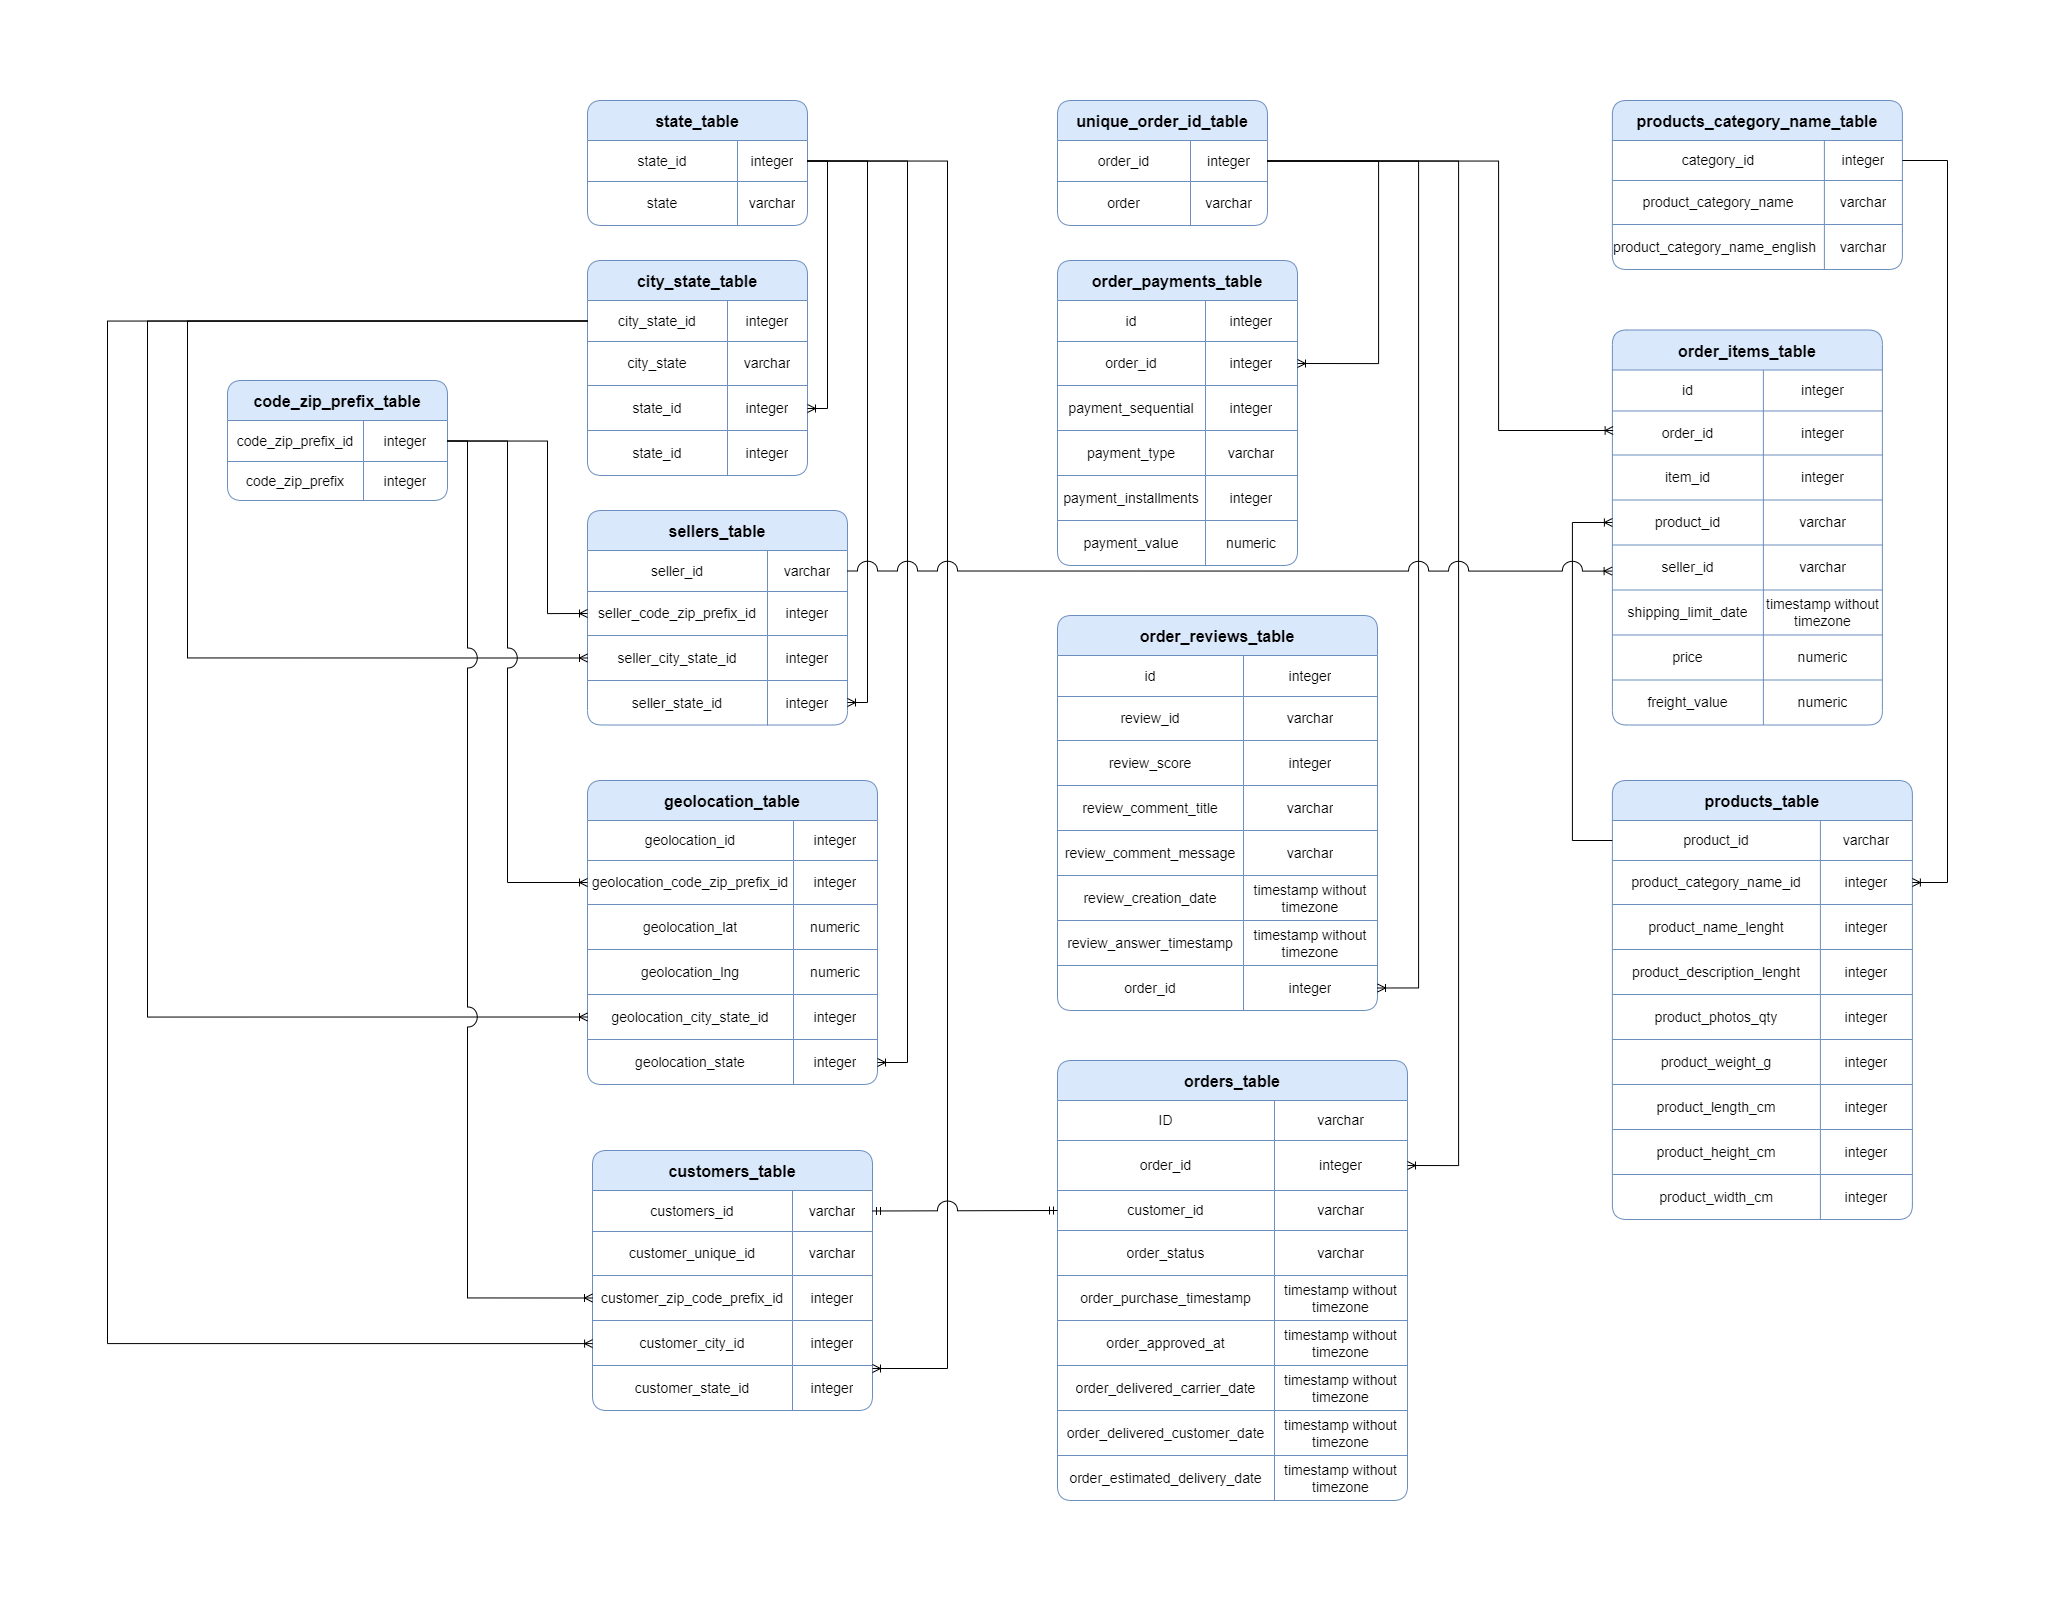 state_table
state_id integer
state varchar
city_state_table
city_state_id integer
city_state varchar
state_id integer
state_id integer
code_zip_prefix_table
code_zip_prefix_id integer
code_zip_prefix integer
sellers_table
seller_id varchar
seller_code_zip_prefix_id integer
seller_city_state_id integer
seller_state_id integer
geolocation_table
geolocation_id integer
geolocation_code_zip_prefix_id integer
geolocation_lat numeric
geolocation_lng numeric
geolocation_city_state_id integer
geolocation_state integer
customers_table
customers_id varchar
customer_unique_id varchar
customer_zip_code_prefix_id integer
customer_city_id integer
customer_state_id integer
unique_order_id_table
order_id integer
order varchar
order_payments_table
id integer
order_id integer
payment_sequential integer
payment_type varchar
payment_installments integer
payment_value numeric
order_reviews_table
id integer
review_id varchar
review_score integer
review_comment_title varchar
review_comment_message varchar
review_creation_date timestamp without
timezone
review_answer_timestamp timestamp without
timezone
order_id integer
orders_table
ID varchar
order_id integer
customer_id varchar
order_status varchar
order_purchase_timestamp timestamp without
timezone
order_approved_at timestamp without
timezone
order_delivered_carrier_date timestamp without
timezone
order_delivered_customer_date timestamp without
timezone
order_estimated_delivery_date timestamp without
timezone
products_category_name_table
category_id integer
product_category_name varchar
product_category_name_english varchar
order_items_table
id integer
order_id integer
item_id integer
product_id varchar
seller_id varchar
shipping_limit_date timestamp without
timezone
price numeric
freight_value numeric
products_table
product_id varchar
product_category_name_id integer
product_name_lenght integer
product_description_lenght integer
product_photos_qty integer
product_weight_g integer
product_length_cm integer
product_height_cm integer
product_width_cm integer